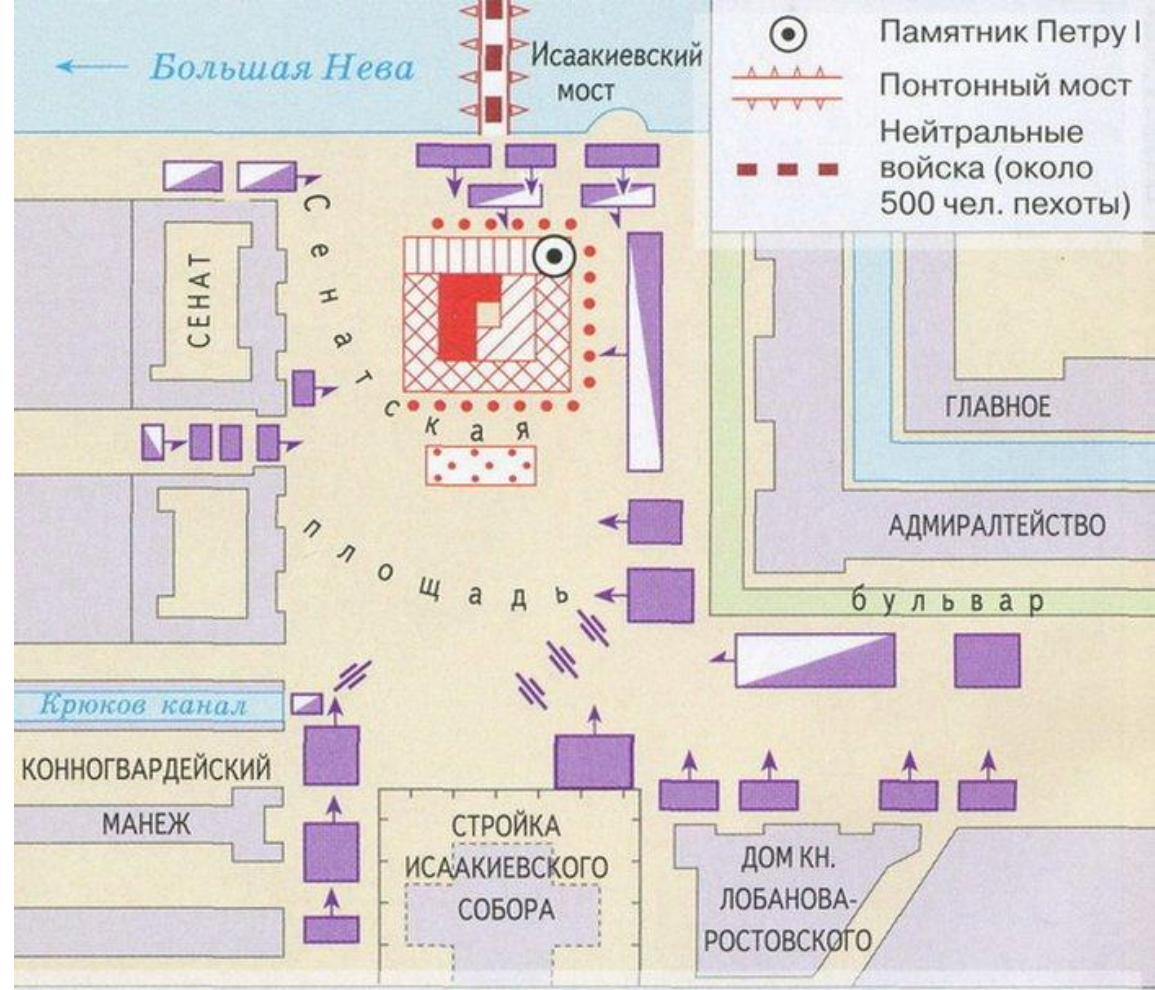 Большая Нева
Исаакиевский
мост
Памятник Петру I
Понтонный мост
Нейтральные
войска (около
500 чел. пехоты)
Сенатская
площадь
СЕНАТ
ГЛАВНОЕ
АДМИРАЛТЕЙСТВО
бульвар
Крюков канал
КОННОГВАРДЕЙСКИЙ
МАНЕЖ
СТРОЙКА
ИСААКИЕВСКОГО
СОБОРА
ДОМ КН.
ЛОБАНОВА-
РОСТОВСКОГО